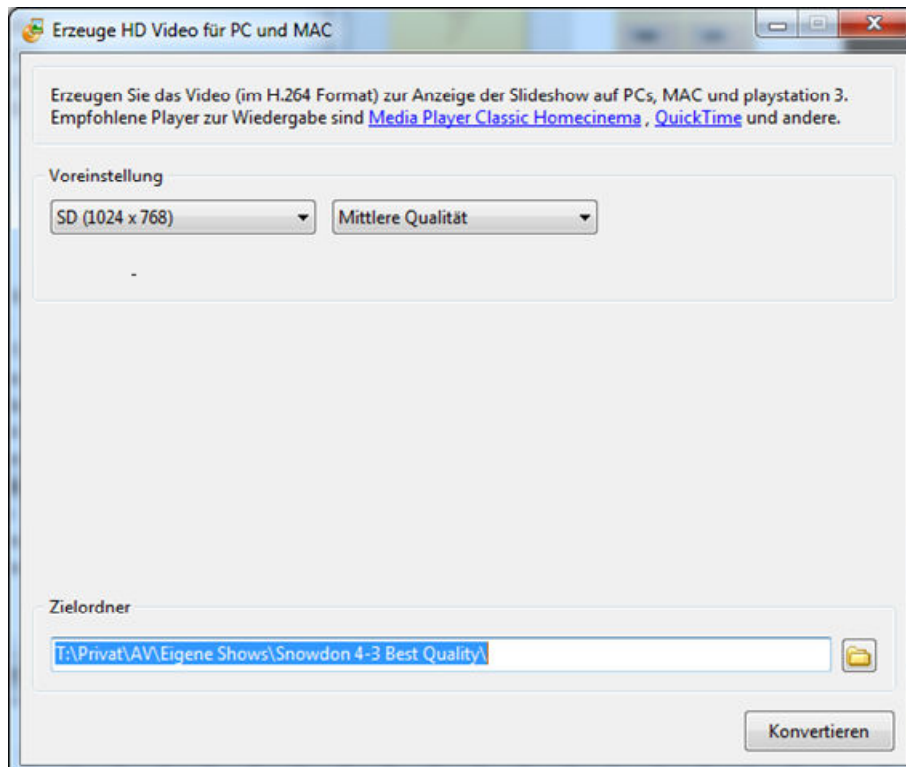 Erzeuge HD Video für PC und MAC
Erzeugen Sie das Video (im H.264 Format) zur Anzeige der Slideshow auf PCs, MAC und playstation 3.
Empfohlene Player zur Wiedergabe sind Media Player Classic Homecinema , QuickTime und andere.
Voreinstellung
SD (1024 x 768) Mittlere Qualität
-
Zielordner
T:\Privat\AV\Eigene Shows\Snowdon 4-3 Best Quality\
Konvertieren